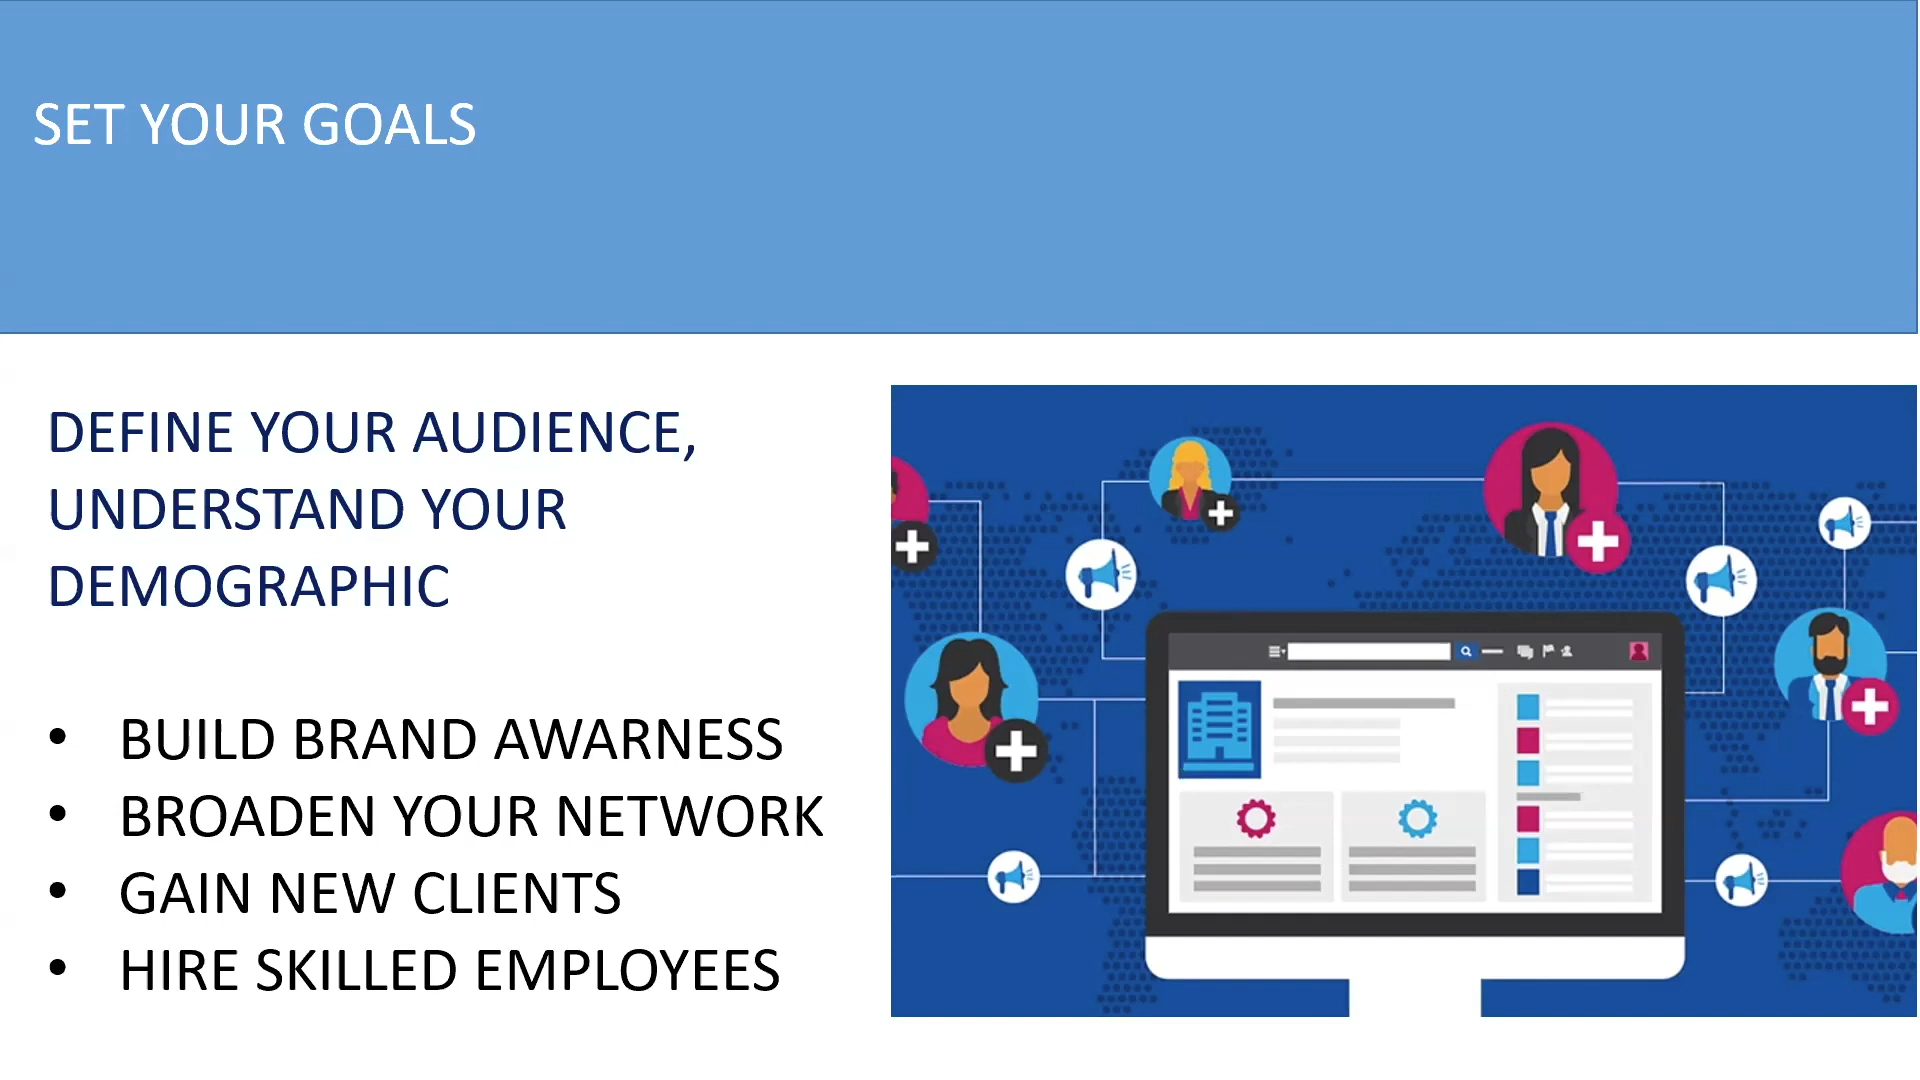 SET YOUR GOALS
DEFINE YOUR AUDIENCE,
UNDERSTAND YOUR
DEMOGRAPHIC
• BUILD BRAND AWARNESS
• BROADEN YOUR NETWORK
• GAIN NEW CLIENTS
• HIRE SKILLED EMPLOYEES